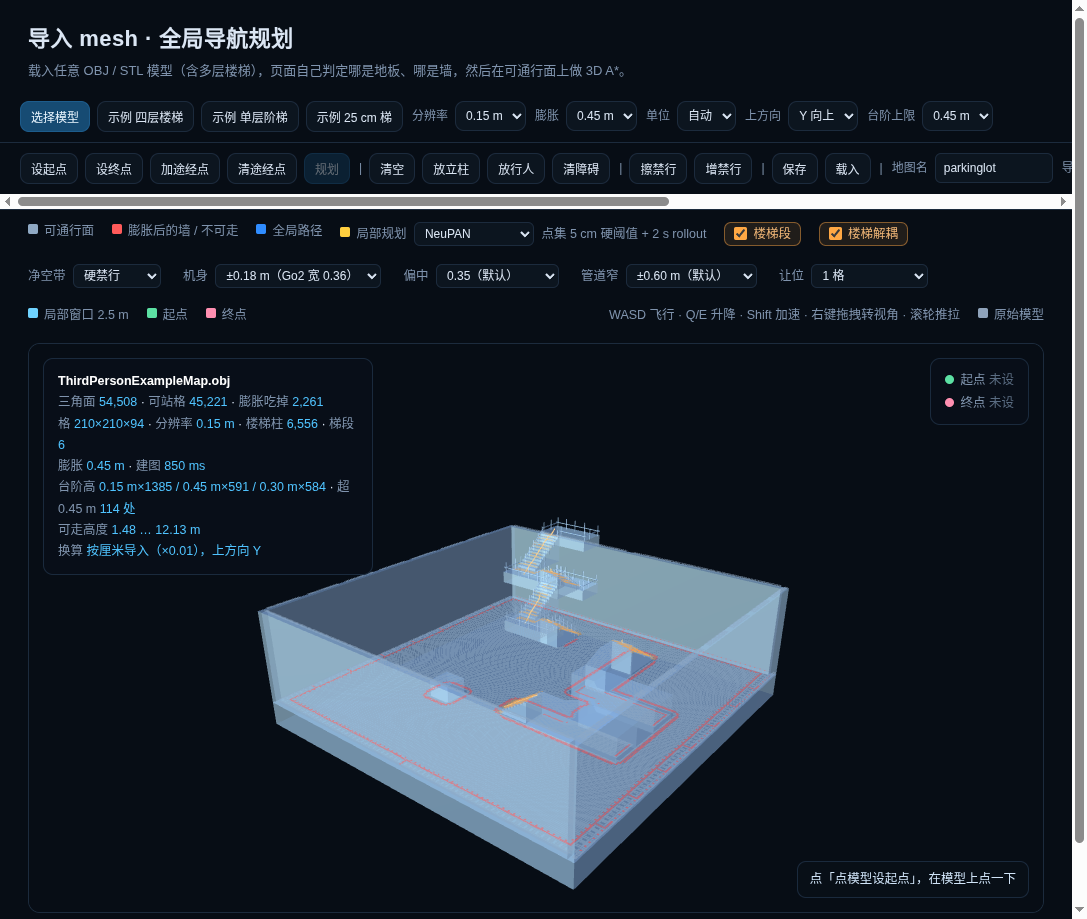 导入 mesh · 全局导航规划
载入任意 OBJ / STL 模型（含多层楼梯），页面自己判定哪是地板、哪是墙，然后在可通行面上做 3D A*。
选择模型 示例 四层楼梯 示例 单层阶梯 示例 25 cm 梯 分辨率 0.15 m 膨胀 0.45 m 单位 自动 上方向 Y 向上 台阶上限 0.45 m
设起点 设终点 加途经点 清途经点 规划 | 清空 放立柱 放行人 清障碍 | 擦禁行 增禁行 | 保存 载入 | 地图名 parkinglot 导
可通行面 膨胀后的墙 / 不可走 全局路径 局部规划 NeuPAN 点集 5 cm 硬阈值 + 2 s rollout 楼梯段 楼梯解耦
净空带 硬禁行 机身 ±0.18 m（Go2 宽 0.36） 偏中 0.35（默认） 管道窄 ±0.60 m（默认） 让位 1 格
局部窗口 2.5 m 起点 终点 WASD 飞行 · Q/E 升降 · Shift 加速 · 右键拖拽转视角 · 滚轮推拉 原始模型
ThirdPersonExampleMap.obj
三角面 54,508 · 可站格 45,221 · 膨胀吃掉 2,261
格 210×210×94 · 分辨率 0.15 m · 楼梯柱 6,556 · 梯段
6
膨胀 0.45 m · 建图 850 ms
台阶高 0.15 m×1385 / 0.45 m×591 / 0.30 m×584 · 超
0.45 m 114 处
可走高度 1.48 … 12.13 m
换算 按厘米导入（×0.01），上方向 Y
起点 未设
终点 未设
点「点模型设起点」，在模型上点一下